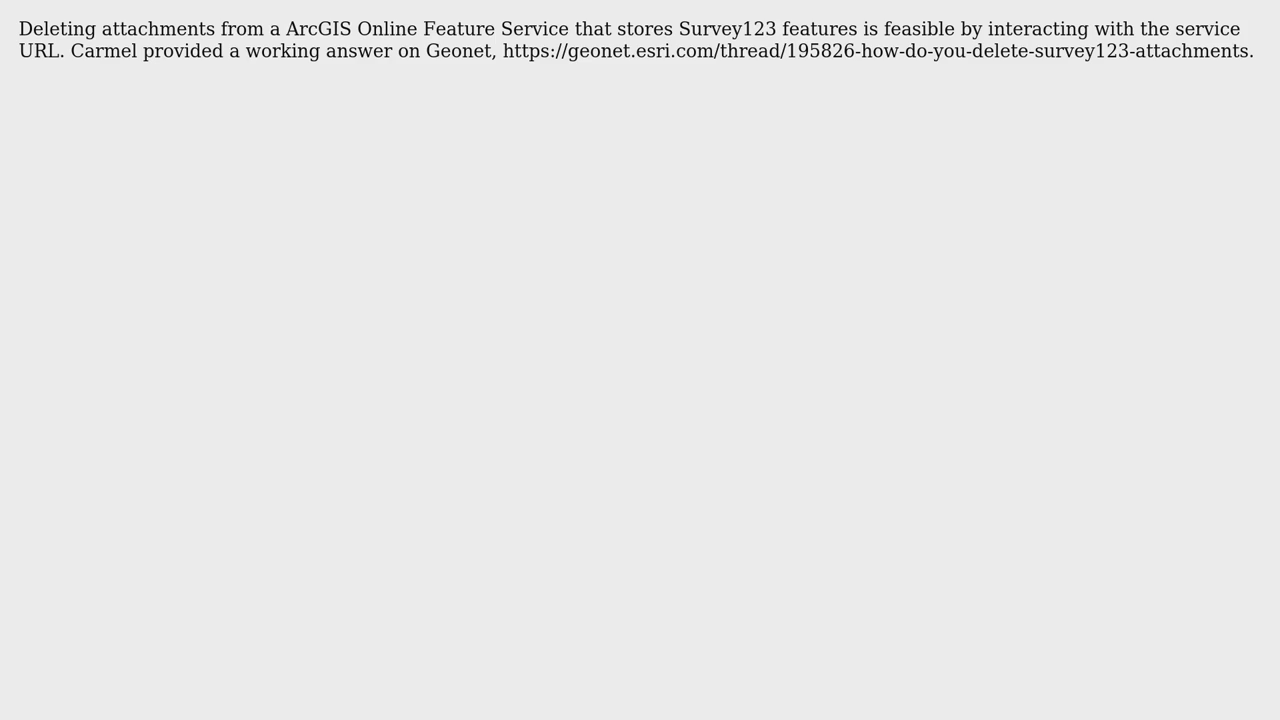 Deleting attachments from a ArcGIS Online Feature Service that stores Survey123 features is feasible by interacting with the service
URL. Carmel provided a working answer on Geonet, https://geonet.esri.com/thread/195826-how-do-you-delete-survey123-attachments.